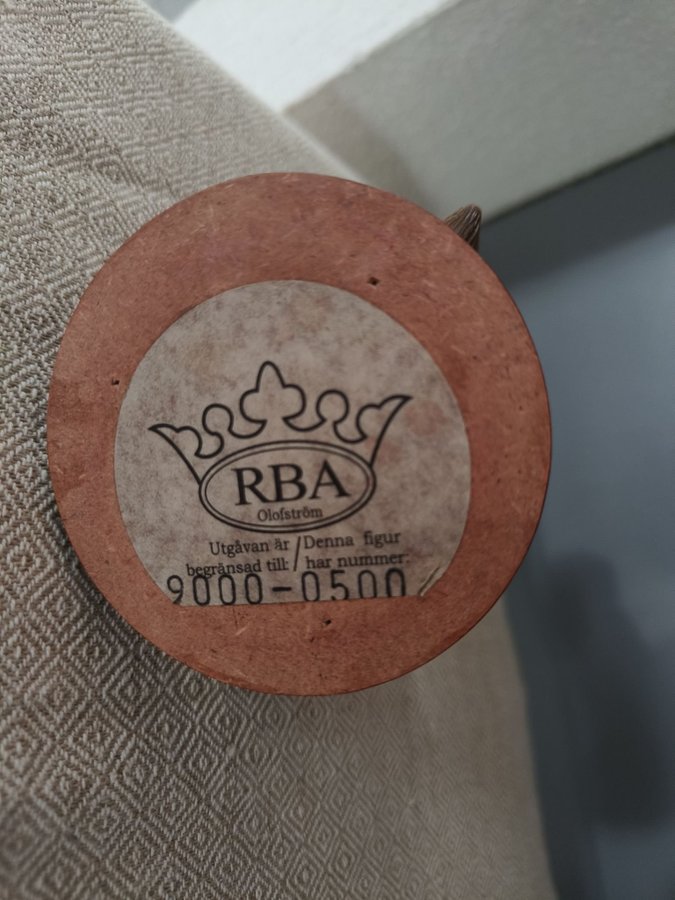 RBA
Olofström
Utgåvan är / Denna figur
begränsad till: / har nummer:
9000-0500